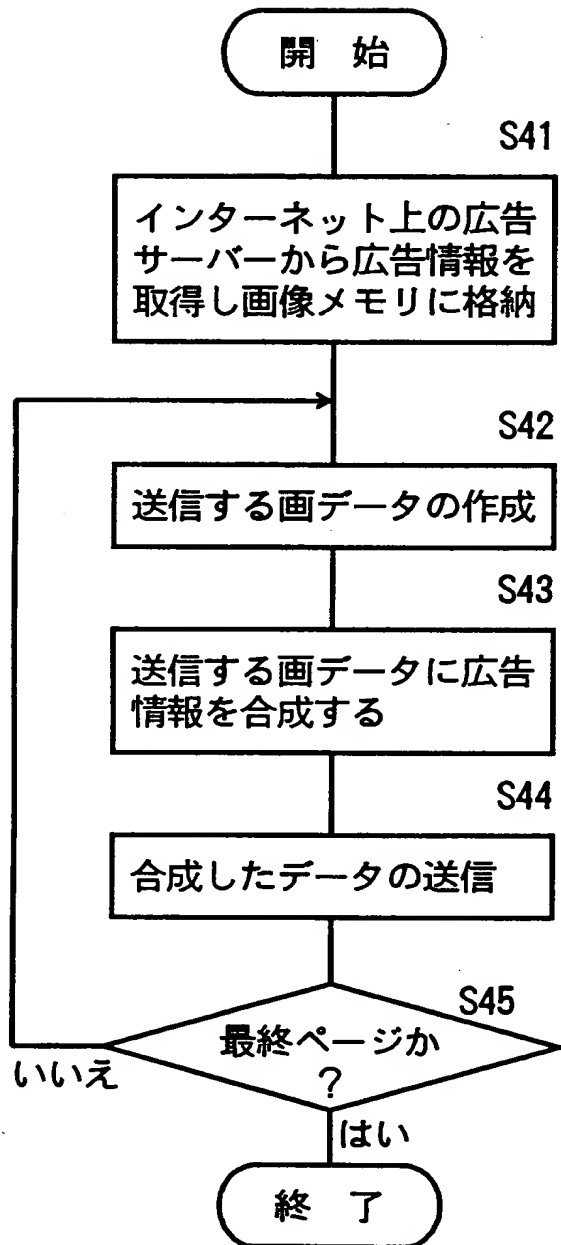 開 始
S41
インターネット上の広告
サーバーから広告情報を
取得し画像メモリに格納
S42
送信する画データの作成
S43
送信する画データに広告
情報を合成する
S44
合成したデータの送信
S45
最終ページか
?
いいえ
はい
終 了